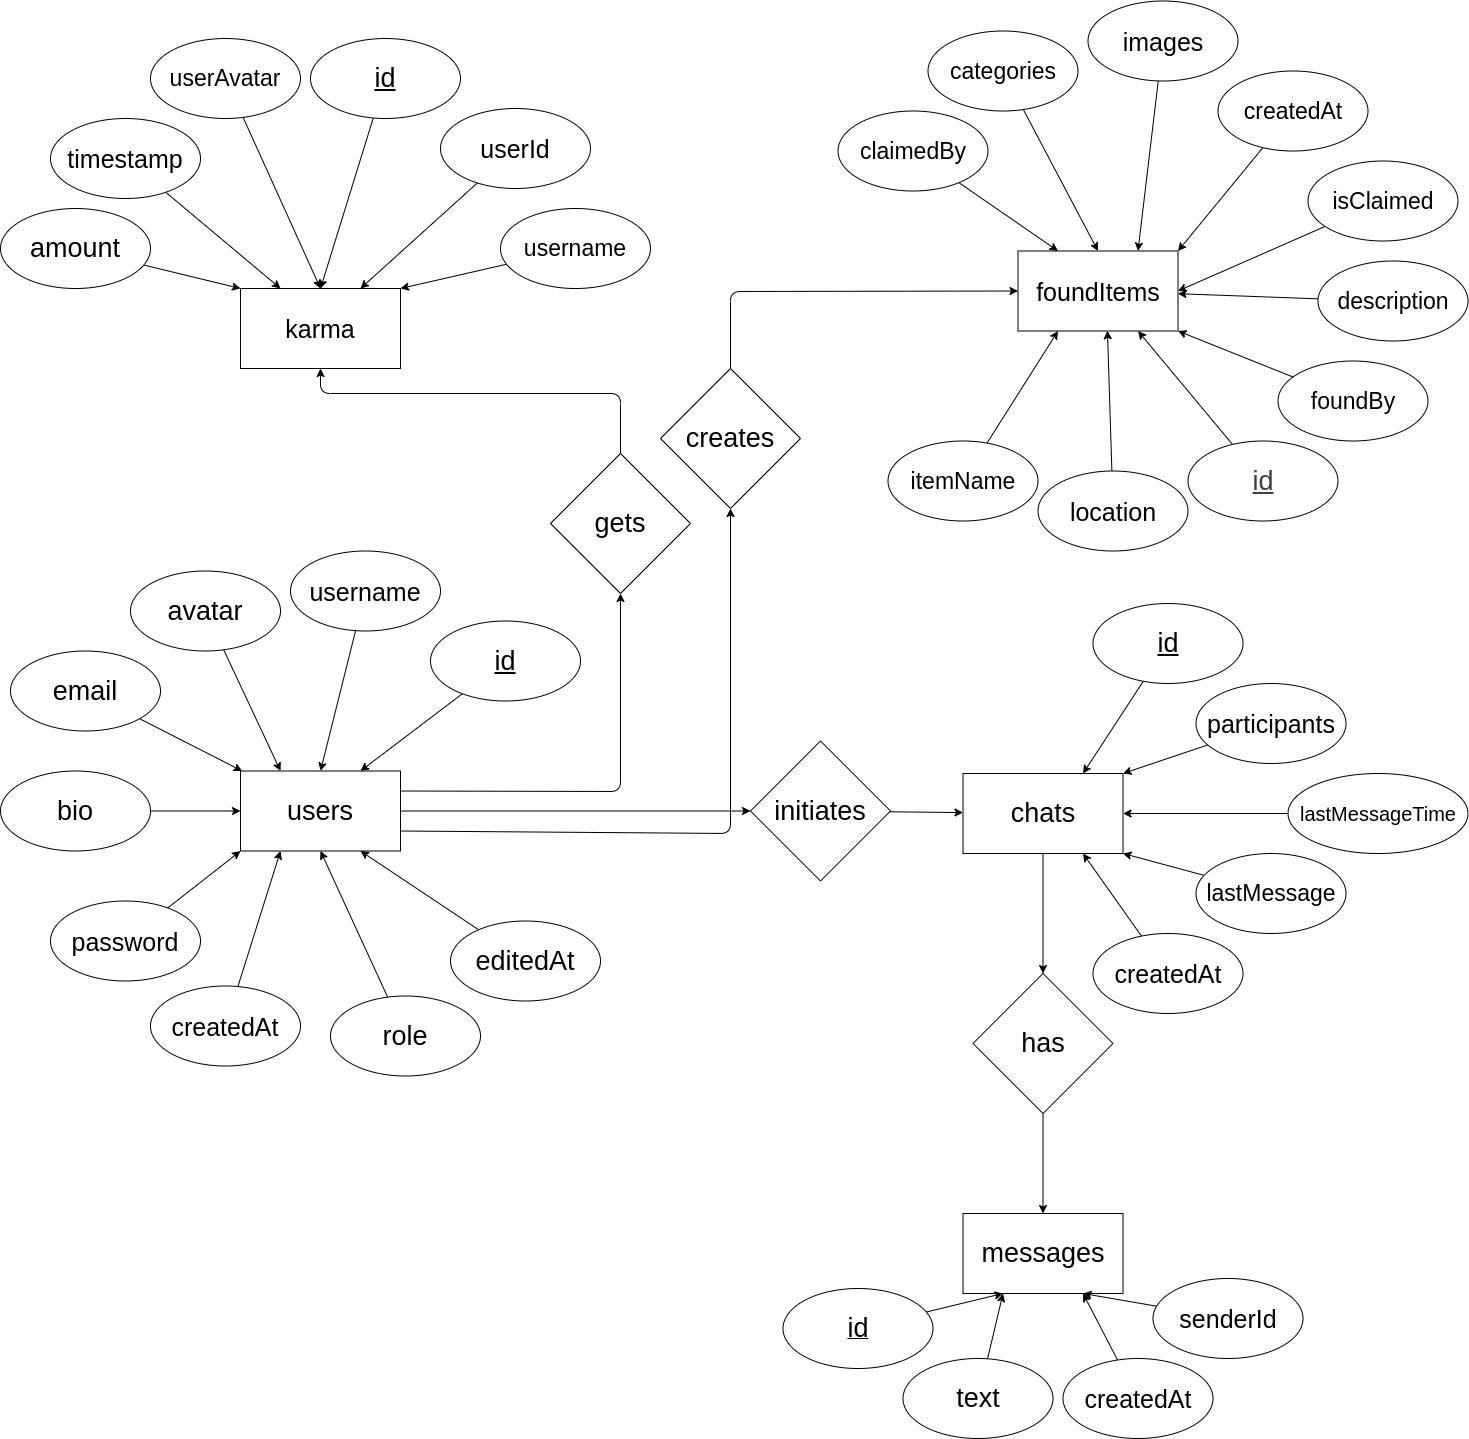 images
categories
userAvatar
id
createdAt
userId
claimedBy
timestamp
isClaimed
amount
username
karma
foundItems
description
foundBy
creates
itemName
id
location
gets
avatar
username
id
id
email
participants
bio
users
initiates
chats
lastMessageTime
lastMessage
password
editedAt
createdAt
createdAt
role
has
messages
id
senderId
text
createdAt